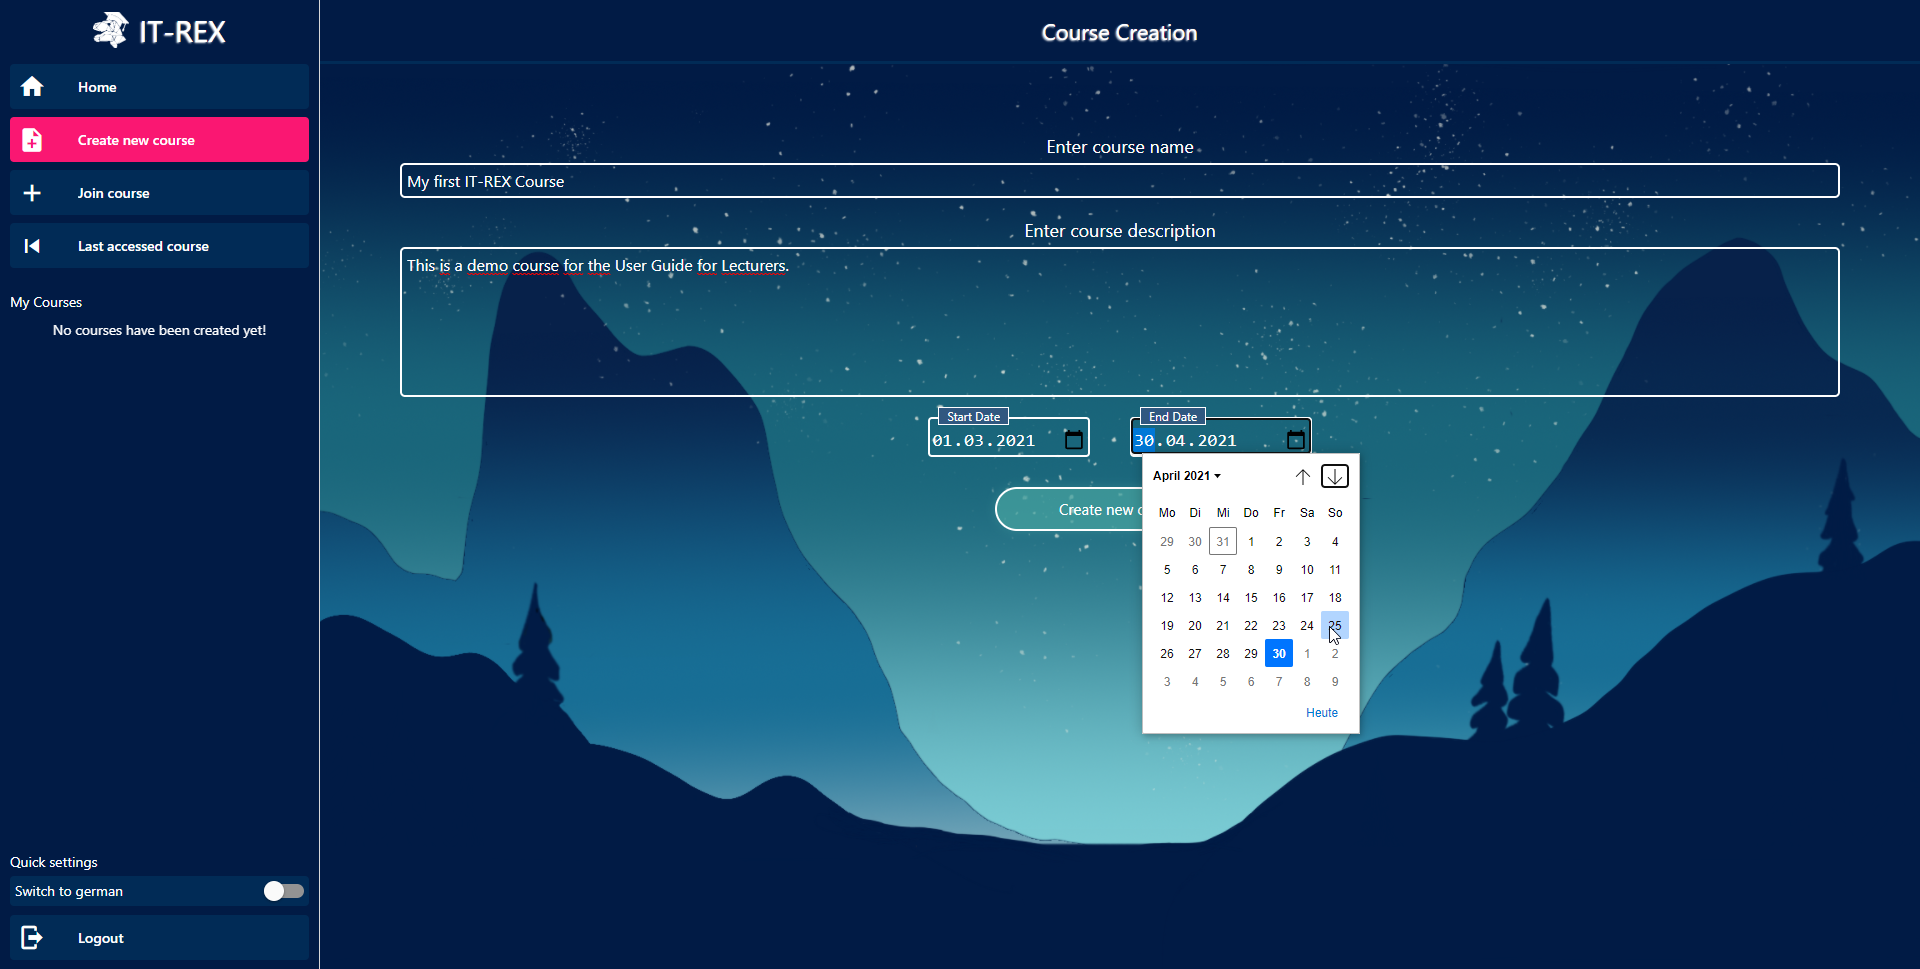 IT-REX
Home
Create new course
Join course
Last accessed course
My Courses
No courses have been created yet!
Quick settings
Switch to german
Logout
Course Creation
Enter course name
My first IT-REX Course
Enter course description
This is a demo course for the User Guide for Lecturers.
Start Date
01.03.2021
End Date
30.04.2021
Create new
April 2021
Mo Di Mi Do Fr Sa So
29 30 31 1 2 3 4
5 6 7 8 9 10 11
12 13 14 15 16 17 18
19 20 21 22 23 24 25
26 27 28 29 30 1 2
3 4 5 6 7 8 9
Heute